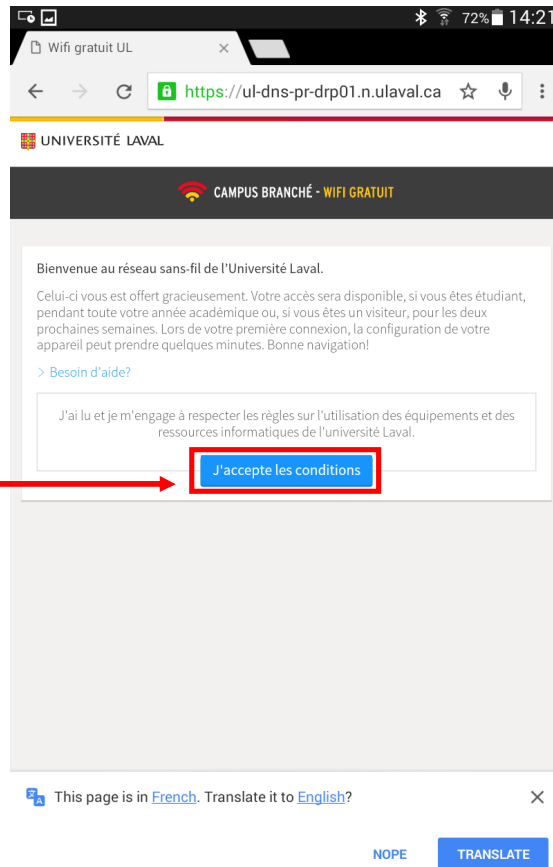 72% 14:21
Wifi gratuit UL
https://ul-dns-pr-drp01.n.ulaval.ca
UNIVERSITÉ LAVAL
CAMPUS BRANCHÉ - WIFI GRATUIT
Bienvenue au réseau sans-fil de l'Université Laval.
Celui-ci vous est offert gracieusement. Votre accès sera disponible, si vous êtes étudiant,
pendant toute votre année académique ou, si vous êtes un visiteur, pour les deux
prochaines semaines. Lors de votre première connexion, la configuration de votre
appareil peut prendre quelques minutes. Bonne navigation!
> Besoin d'aide?
J'ai lu et je m'engage à respecter les règles sur l'utilisation des équipements et des
ressources informatiques de l'université Laval.
J'accepte les conditions
This page is in French. Translate it to English?
NOPE TRANSLATE